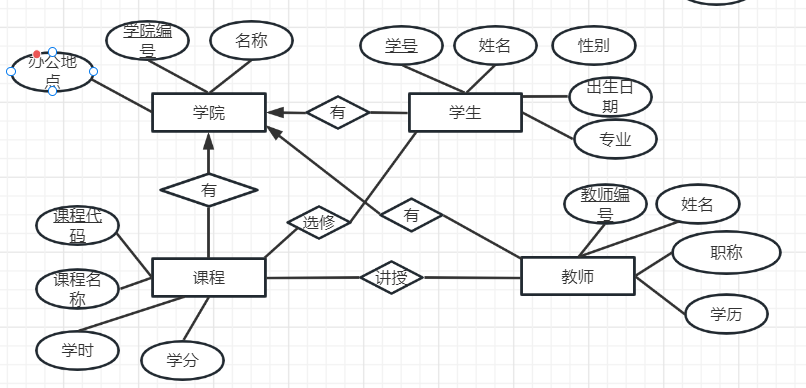 学院编
号
名称
学号
姓名
性别
办公地
点
学院
有
学生
出生日
期
专业
有
课程代
码
选修
有
教师编
号
姓名
职称
课程名
称
课程
讲授
教师
学历
学时
学分